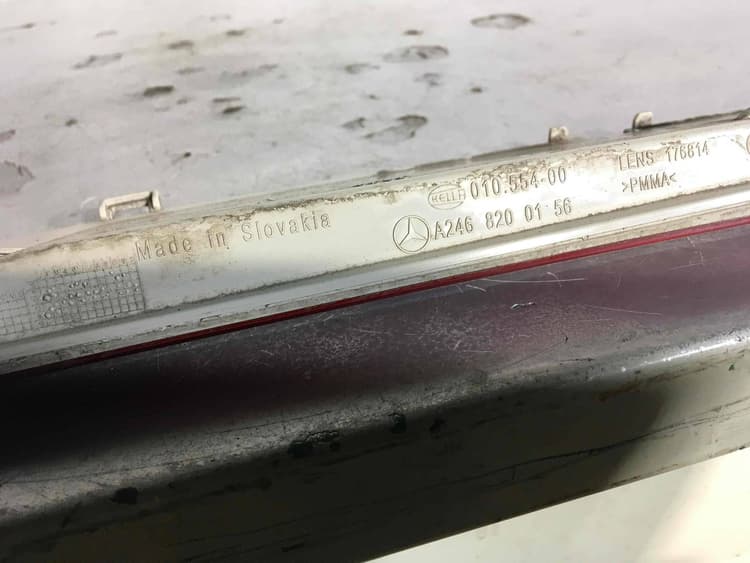 Made in Slovakia
HELLA 010.554-00
A246 820 01 56
LENS 176814
>PMMA<